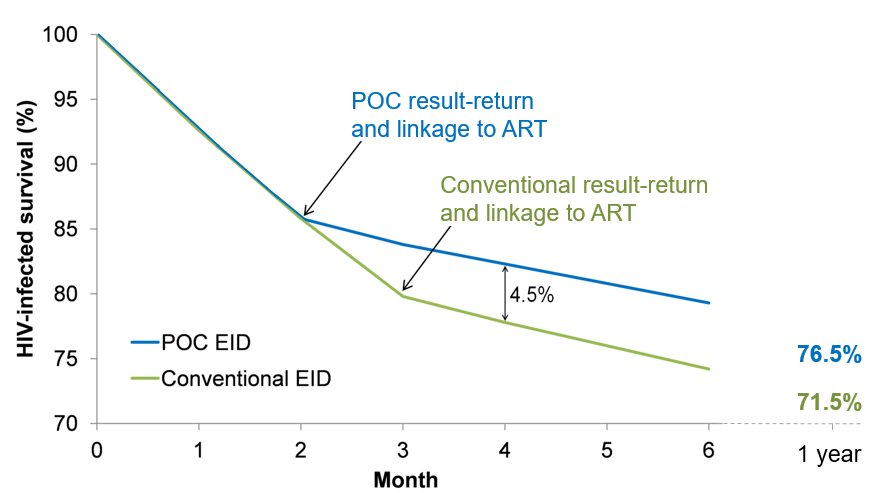 100
95
90
85
80
75
70
HIV-infected survival (%)
POC result-return
and linkage to ART
Conventional result-return
and linkage to ART
4.5%
POC EID
Conventional EID
76.5%
71.5%
0 1 2 3 4 5 6 1 year
Month